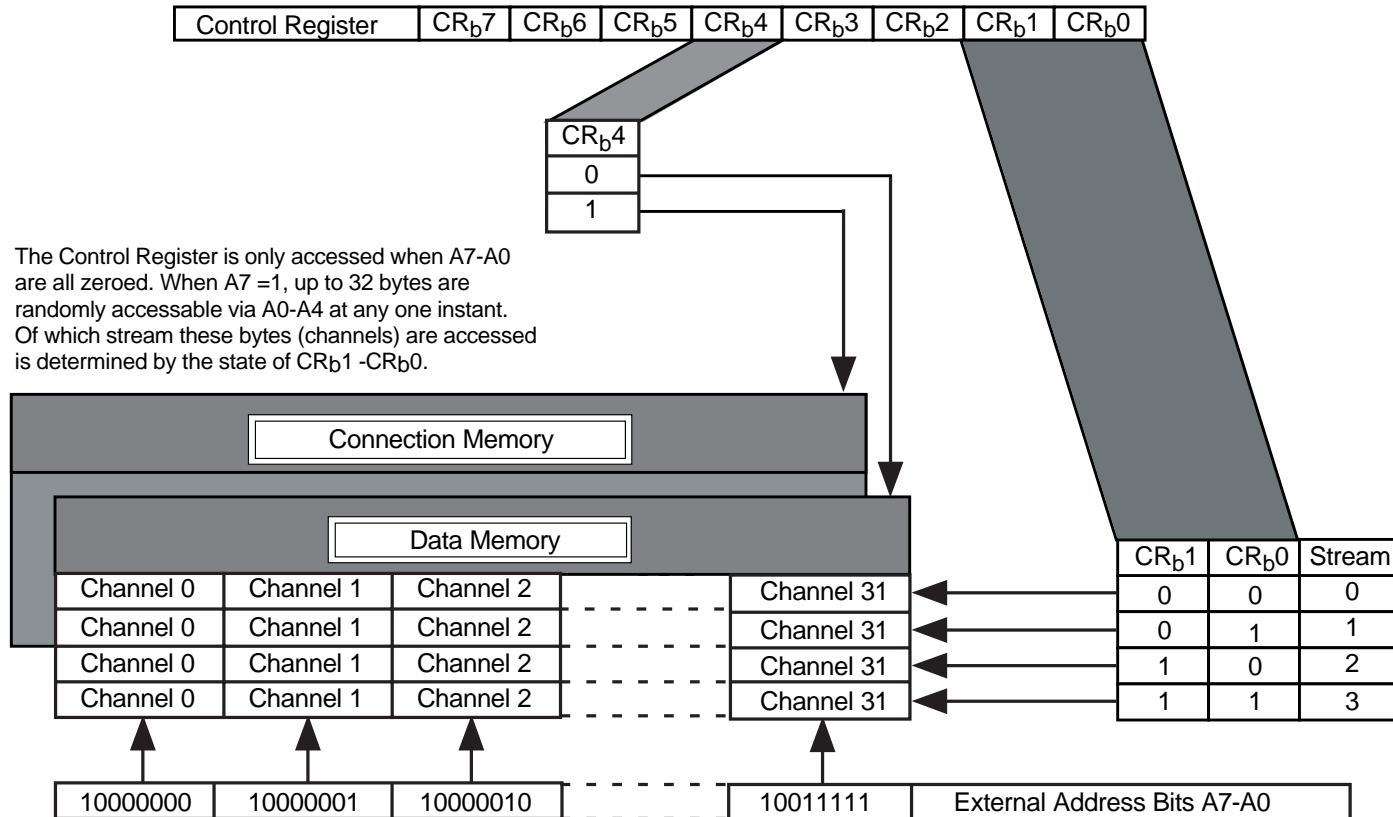 Control Register CRb7 CRb6 CRb5 CRb4 CRb3 CRb2 CRb1 CRb0
CRb4
0
1
The Control Register is only accessed when A7-A0
are all zeroed. When A7 =1, up to 32 bytes are
randomly accessable via A0-A4 at any one instant.
Of which stream these bytes (channels) are accessed
is determined by the state of CRb1 -CRb0.
Connection Memory
Data Memory
CRb1 CRb0 Stream
Channel 0 Channel 1 Channel 2 Channel 31 0 0 0
Channel 0 Channel 1 Channel 2 Channel 31 0 1 1
Channel 0 Channel 1 Channel 2 Channel 31 1 0 2
Channel 0 Channel 1 Channel 2 Channel 31 1 1 3
10000000 10000001 10000010 10011111 External Address Bits A7-A0